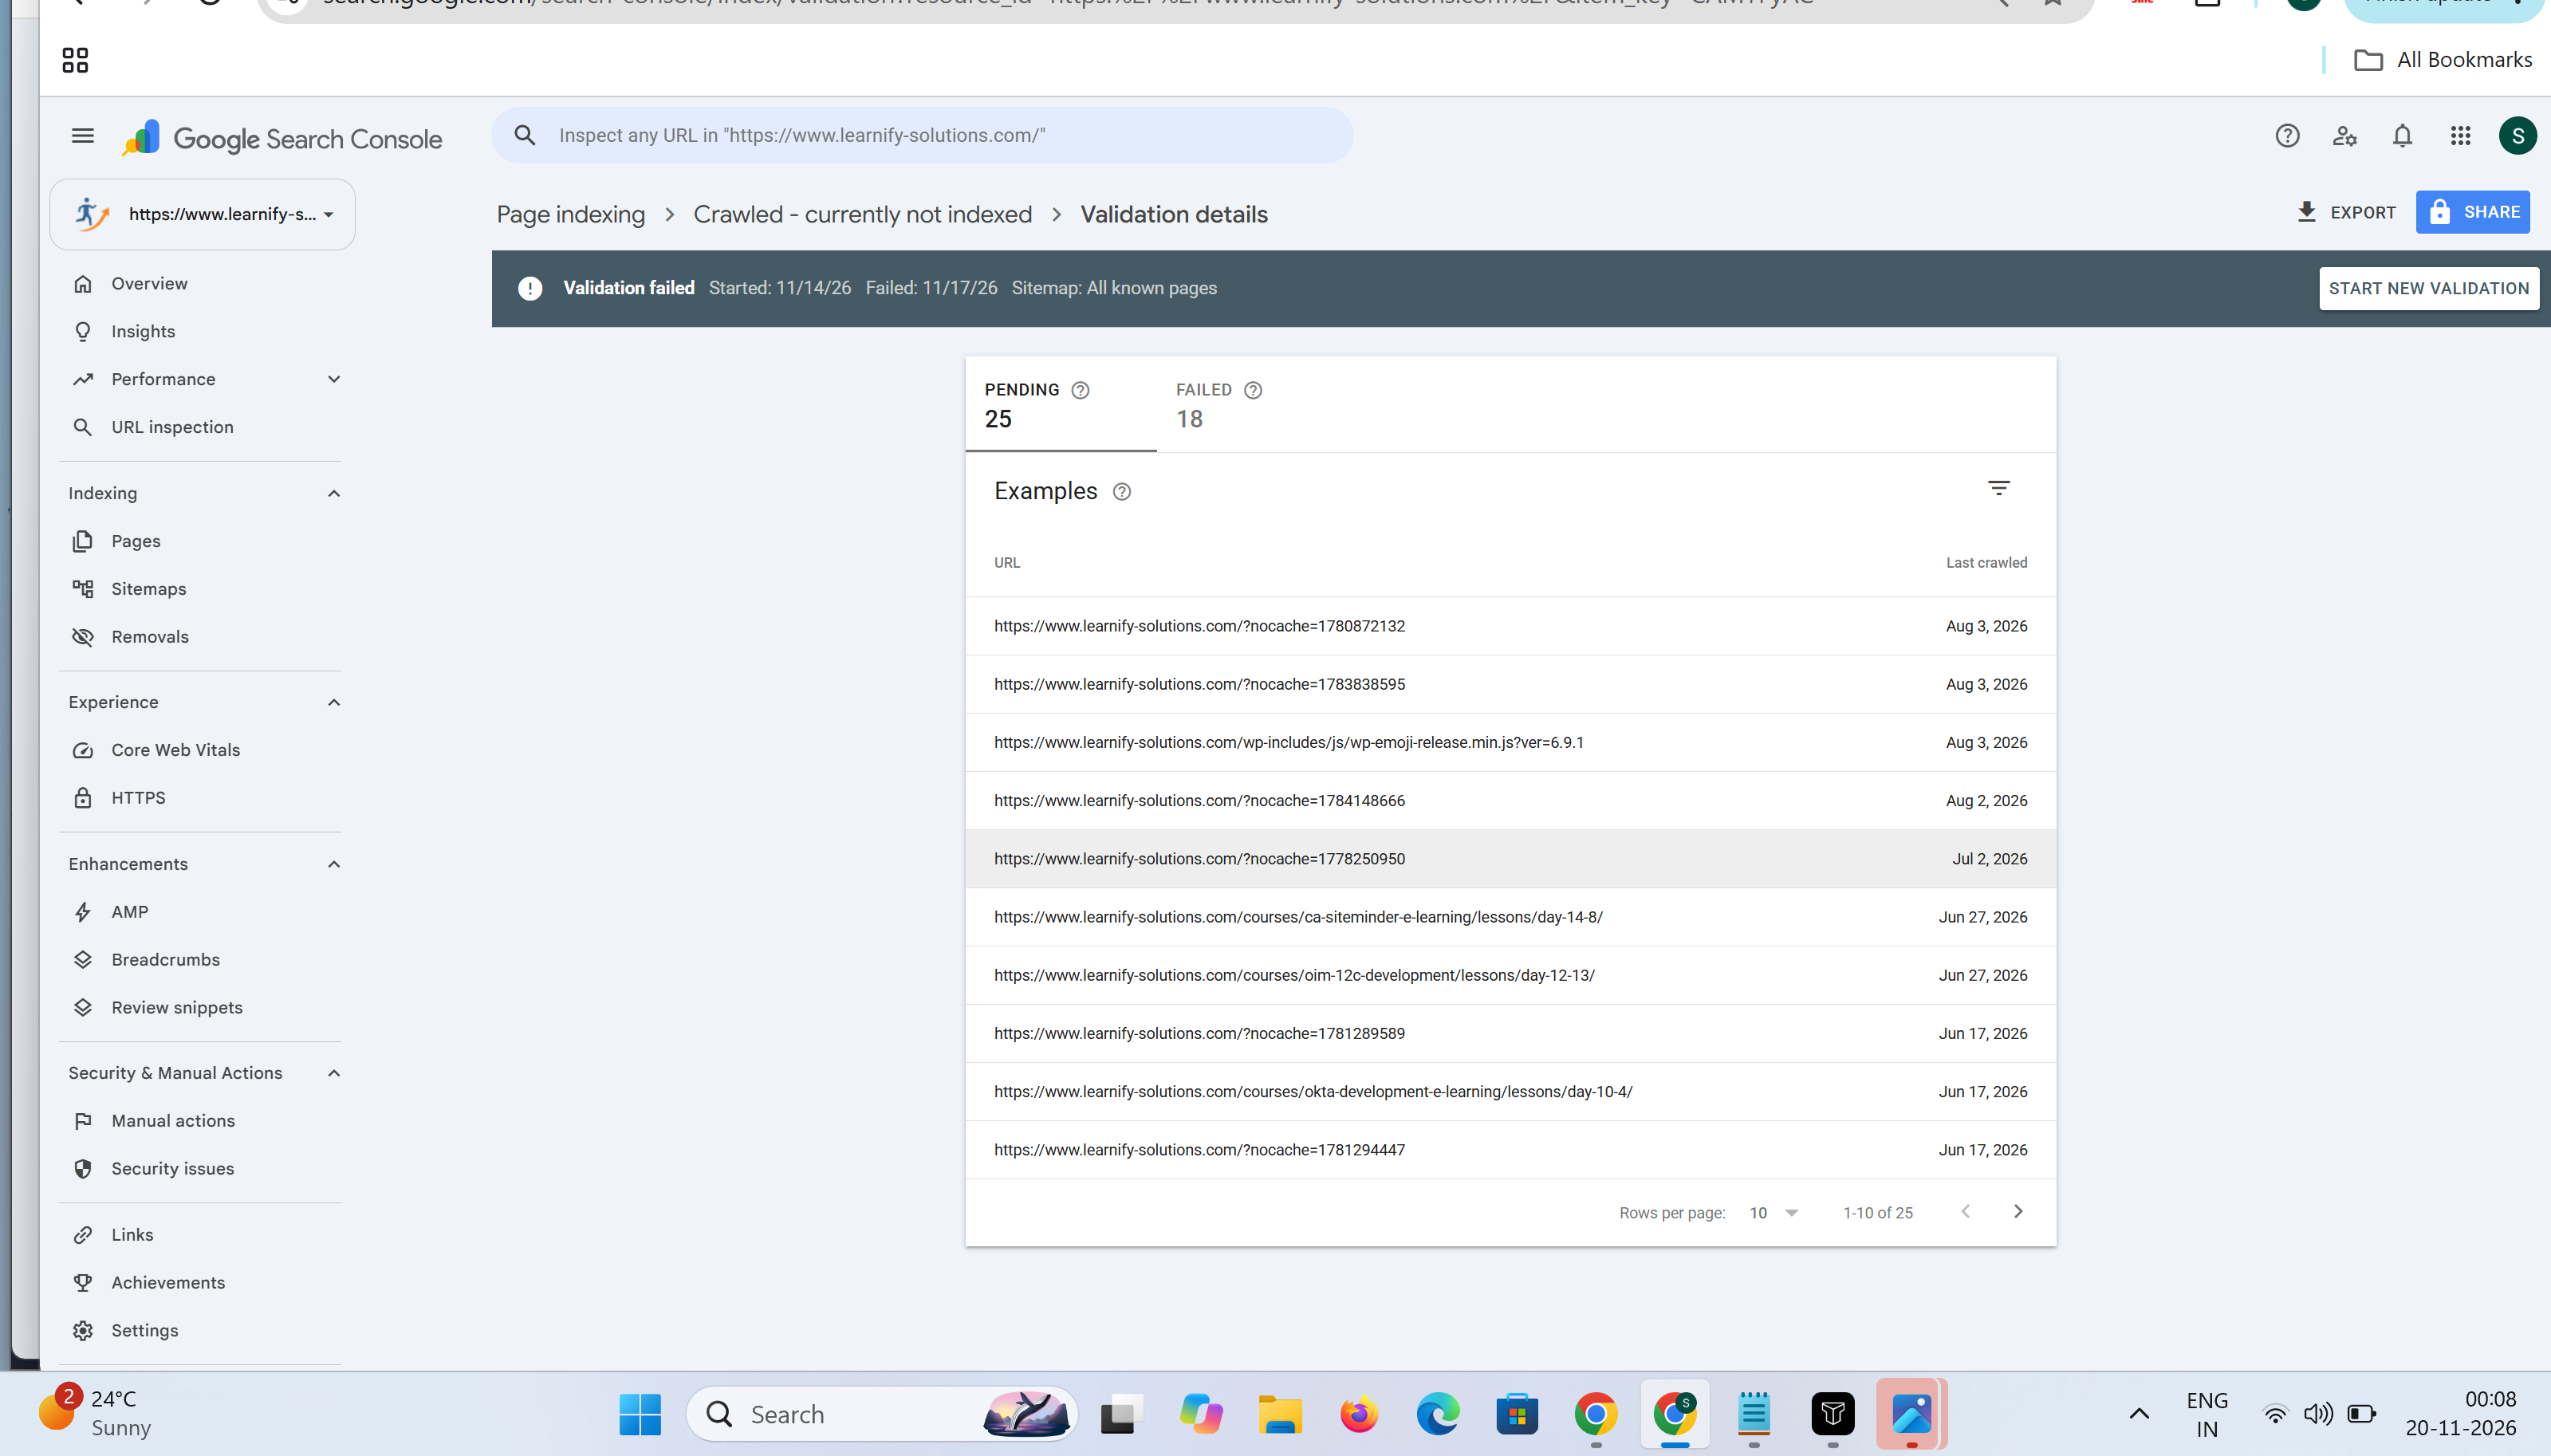 All Bookmarks
Google Search Console
Inspect any URL in "https://www.learnify-solutions.com/"
S
https://www.learnify-s...
Page indexing > Crawled - currently not indexed > Validation details
EXPORT
SHARE
Validation failed Started: 11/14/26 Failed: 11/17/26 Sitemap: All known pages
START NEW VALIDATION
Overview
Insights
Performance
URL inspection
Indexing
Pages
Sitemaps
Removals
Experience
Core Web Vitals
HTTPS
Enhancements
AMP
Breadcrumbs
Review snippets
Security & Manual Actions
Manual actions
Security issues
Links
Achievements
Settings
PENDING
25
FAILED
18
Examples
URL Last crawled
https://www.learnify-solutions.com/?nocache=1780872132 Aug 3, 2026
https://www.learnify-solutions.com/?nocache=1783838595 Aug 3, 2026
https://www.learnify-solutions.com/wp-includes/js/wp-emoji-release.min.js?ver=6.9.1 Aug 3, 2026
https://www.learnify-solutions.com/?nocache=1784148666 Aug 2, 2026
https://www.learnify-solutions.com/?nocache=1778250950 Jul 2, 2026
https://www.learnify-solutions.com/courses/ca-siteminder-e-learning/lessons/day-14-8/ Jun 27, 2026
https://www.learnify-solutions.com/courses/oim-12c-development/lessons/day-12-13/ Jun 27, 2026
https://www.learnify-solutions.com/?nocache=1781289589 Jun 17, 2026
https://www.learnify-solutions.com/courses/okta-development-e-learning/lessons/day-10-4/ Jun 17, 2026
https://www.learnify-solutions.com/?nocache=1781294447 Jun 17, 2026
Rows per page: 10 1-10 of 25
2
24°C
Sunny
Search
S
ENG
IN
00:08
20-11-2026